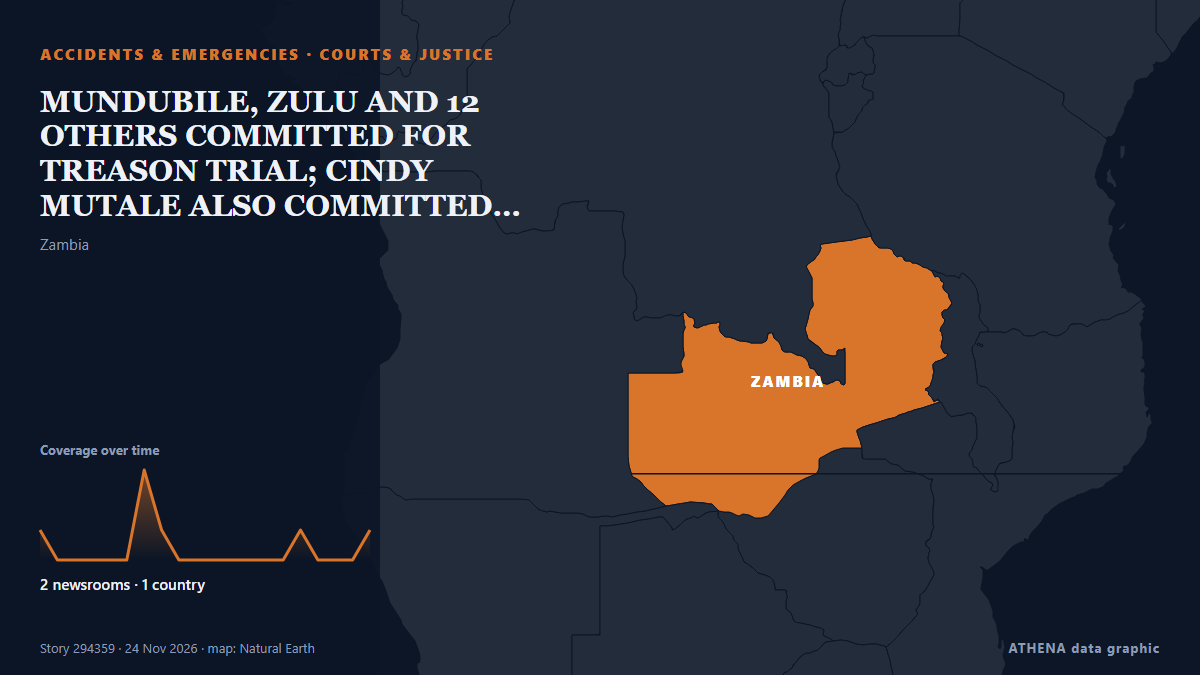 ACCIDENTS & EMERGENCIES · COURTS & JUSTICE
MUNDUBILE, ZULU AND 12
OTHERS COMMITTED FOR
TREASON TRIAL; CINDY
MUTALE ALSO COMMITTED...
Zambia
ZAMBIA
Coverage over time
2 newsrooms · 1 country
Story 294359 · 24 Nov 2026 · map: Natural Earth
ATHENA data graphic